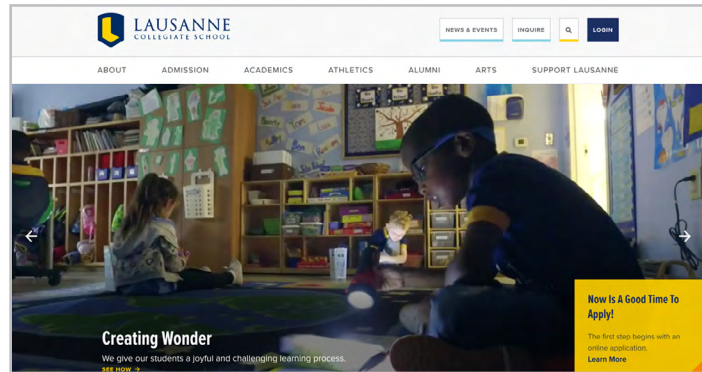 LAUSANNE
COLLEGIATE SCHOOL
NEWS & EVENTS
INQUIRE
LOGIN
ABOUT
ADMISSION
ACADEMICS
ATHLETICS
ALUMNI
ARTS
SUPPORT LAUSANNE
Creating Wonder
We give our students a joyful and challenging learning process.
SEE HOW →
Now Is A Good Time To
Apply!
The first step begins with an
online application.
Learn More